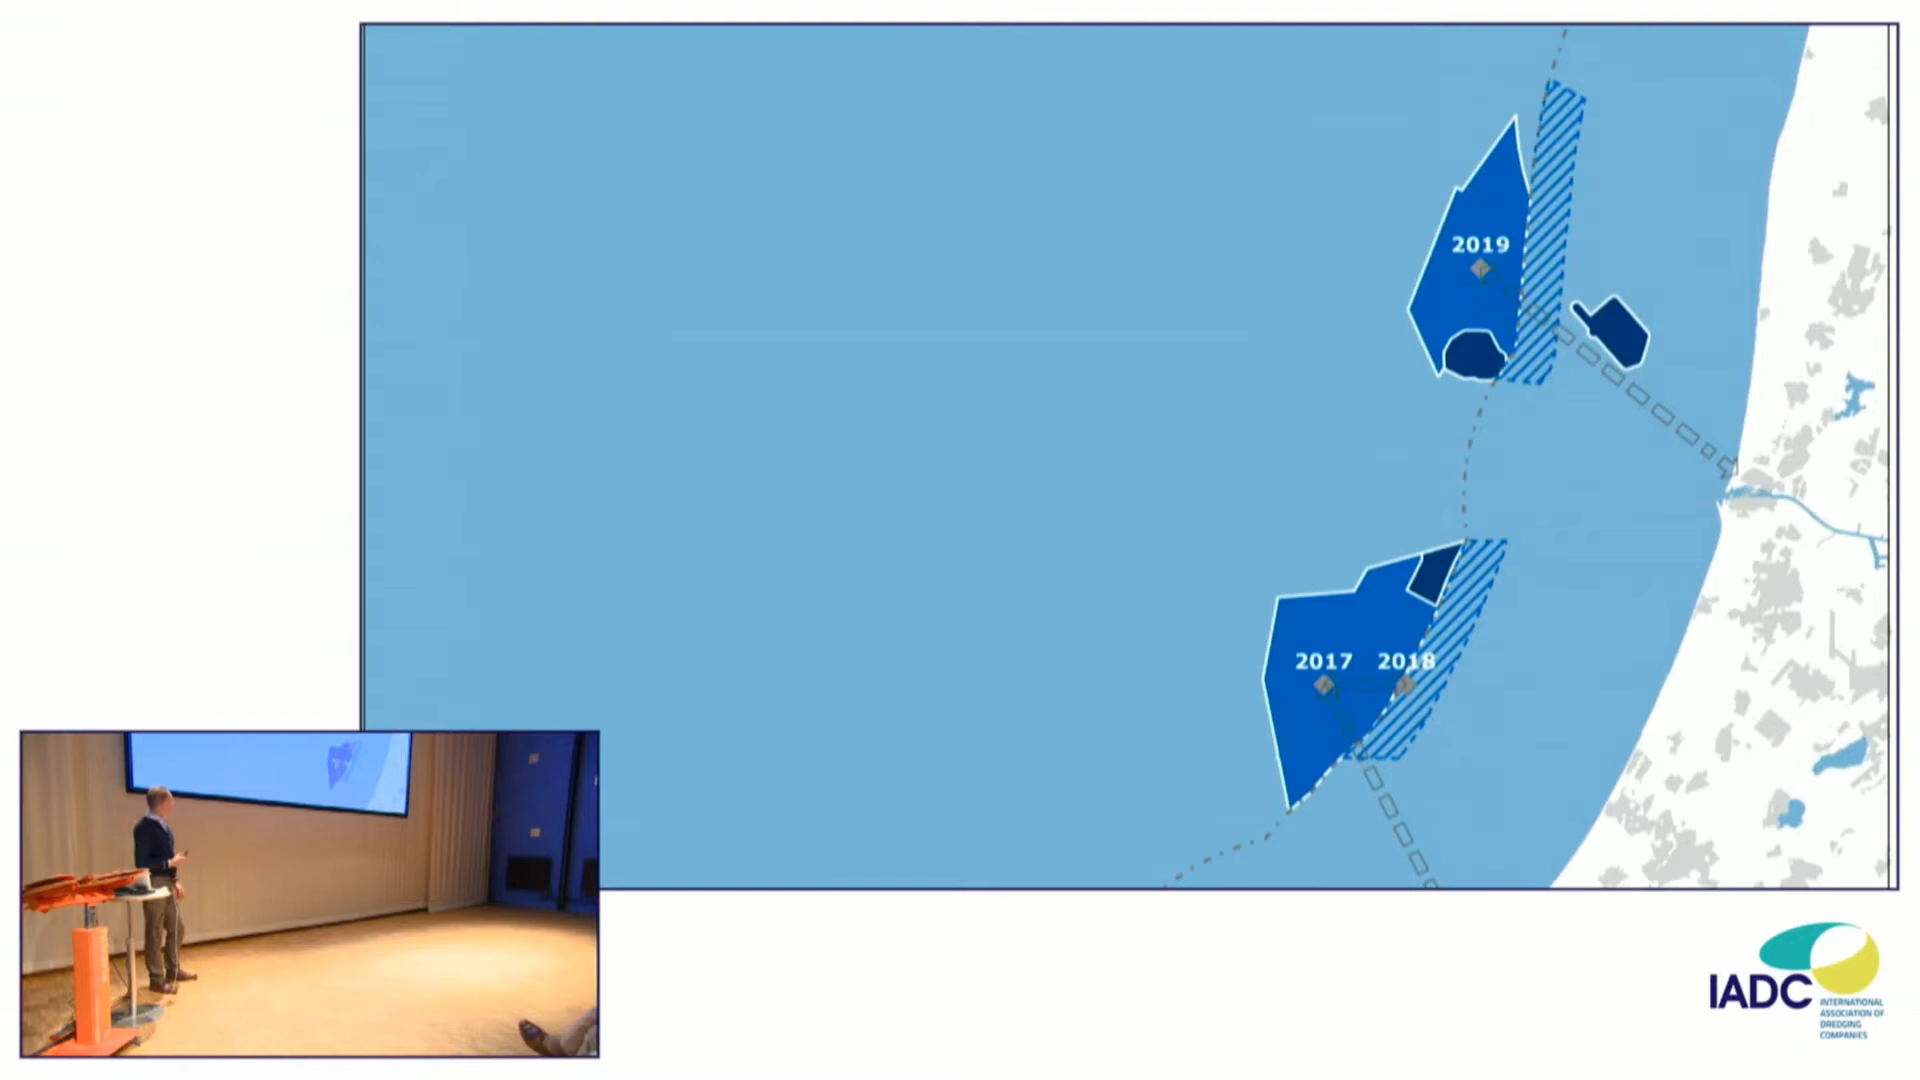 2019
2017 2018
IADC
INTERNATIONAL
ASSOCIATION OF
DREDGING
COMPANIES